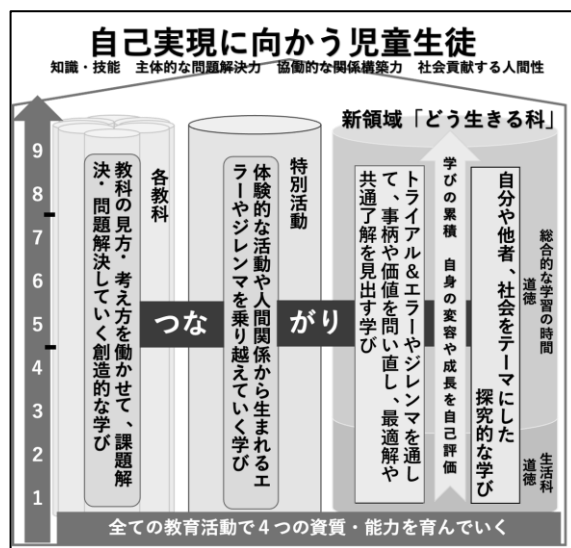 自己実現に向かう児童生徒
知識・技能 主体的な問題解決力 協働的な関係構築力 社会貢献する人間性
新領域「どう生きる科」
9
8
7
6
5
4
3
2
1
各教科
教科の見方・考え方を働かせて、課題解
決・問題解決していく創造的な学び
つながり
特別活動
体験的な活動や人間関係から生まれるエ
ラーやジレンマを乗り越えていく学び
トライアル&エラーやジレンマを通し
て、事柄や価値を問い直し、最適解や
共通了解を見出す学び
学びの累積 自身の変容や成長を自己評価
自分や他者、社会をテーマにした
探究的な学び
総合的な学習の時間
道徳
生活科
道徳
全ての教育活動で4つの資質・能力を育んでいく